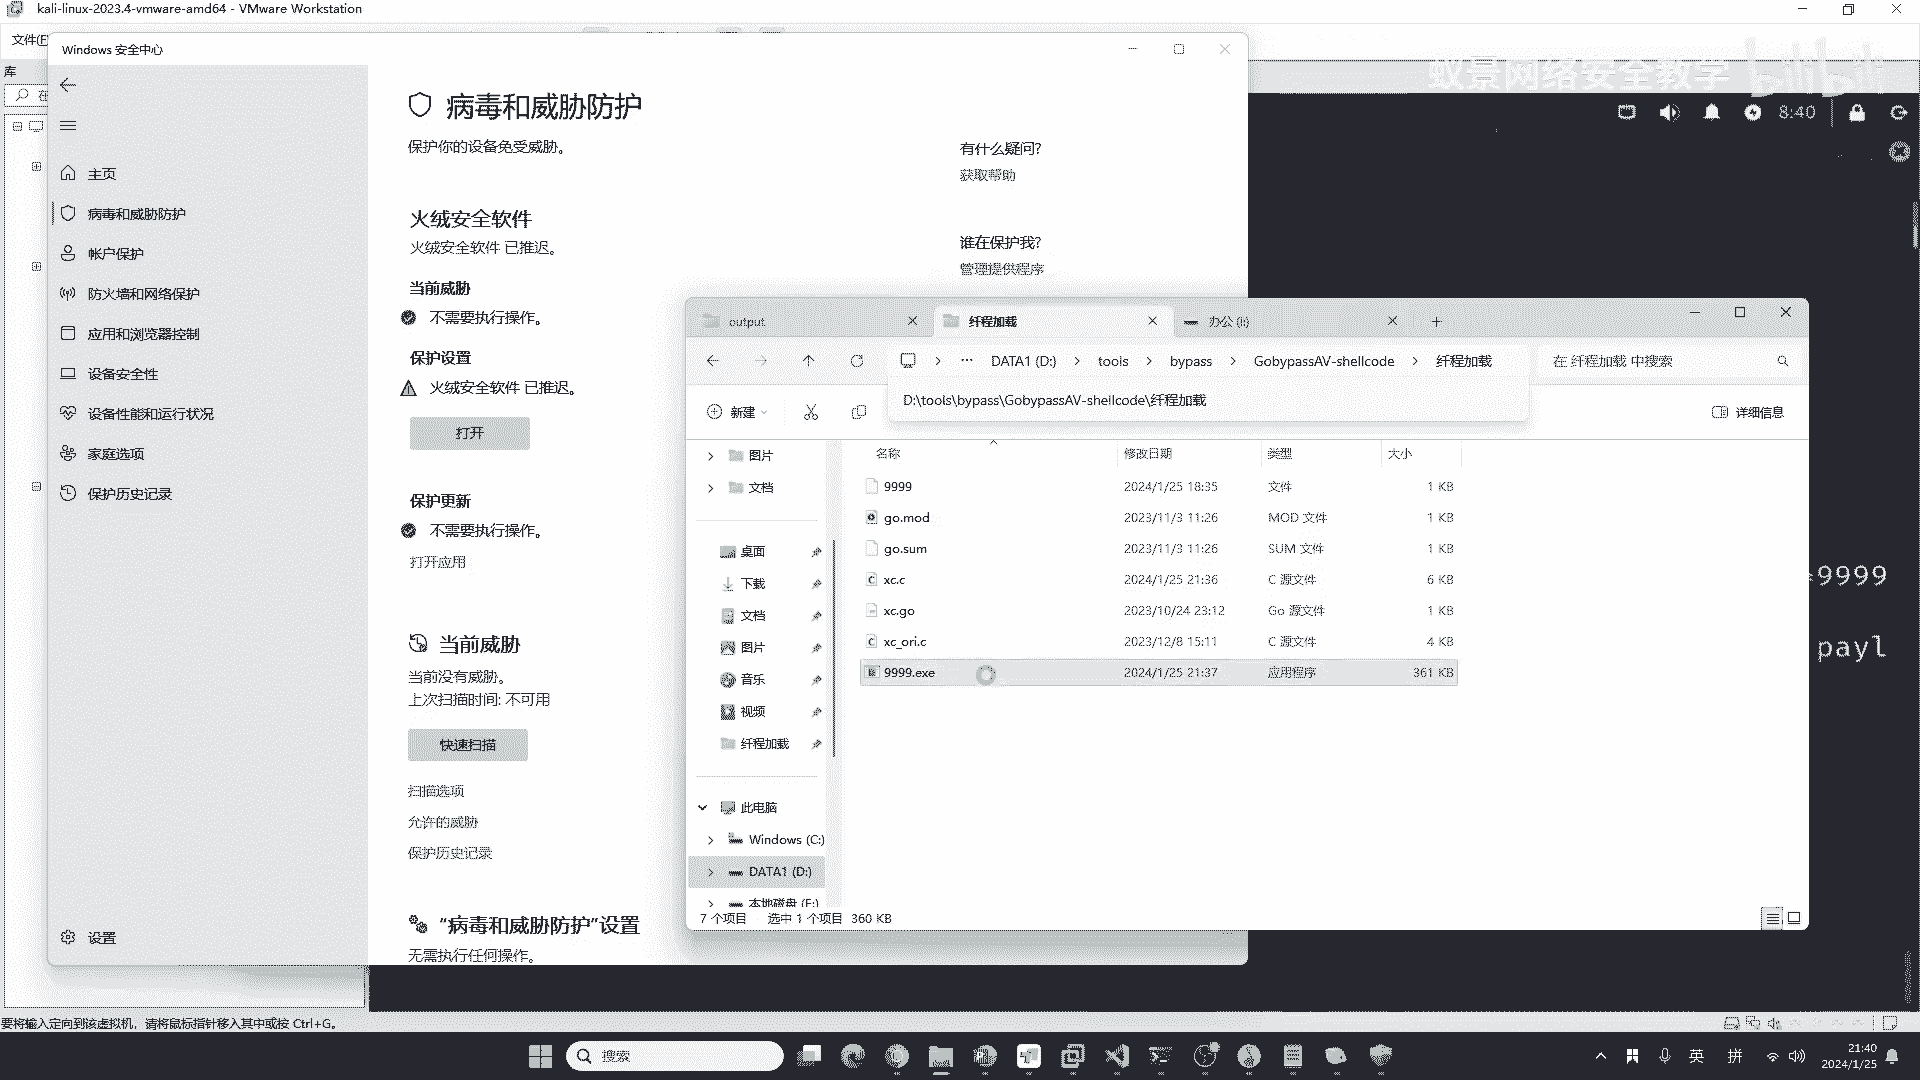 kali-linux-2023.4-vmware-amd64 - VMware Workstation
文件(F
库
在
蚁景网络安全教学 bilibili
8:40
Windows 安全中心
主页
病毒和威胁防护
帐户保护
防火墙和网络保护
应用和浏览器控制
设备安全性
设备性能和运行状况
家庭选项
保护历史记录
设置
病毒和威胁防护
保护你的设备免受威胁。
火绒安全软件
火绒安全软件 已推迟。
当前威胁
不需要执行操作。
保护设置
火绒安全软件 已推迟。
打开
保护更新
不需要执行操作。
打开应用
当前威胁
当前没有威胁。
上次扫描时间: 不可用
快速扫描
扫描选项
允许的威胁
保护历史记录
“病毒和威胁防护”设置
无需执行任何操作。
有什么疑问?
获取帮助
谁在保护我?
管理提供程序
output
纤程加载
办公 (I:)
DATA1 (D:) > tools > bypass > GobypassAV-shellcode > 纤程加载
在 纤程加载 中搜索
D:\tools\bypass\GobypassAV-shellcode\纤程加载
新建
详细信息
图片
文档
桌面
下载
文档
图片
音乐
视频
纤程加载
此电脑
Windows (C:)
DATA1 (D:)
本地磁盘 (E:)
名称 修改日期 类型 大小
9999 2024/1/25 18:35 文件 1 KB
go.mod 2023/11/3 11:26 MOD 文件 1 KB
go.sum 2023/11/3 11:26 SUM 文件 1 KB
xc.c 2024/1/25 21:36 C 源文件 6 KB
xc.go 2023/10/24 23:12 Go 源文件 1 KB
xc_ori.c 2023/12/8 15:11 C 源文件 4 KB
9999.exe 2024/1/25 21:37 应用程序 361 KB
7 个项目 选中 1 个项目 360 KB
=9999
payl
要将输入定向到该虚拟机，请将鼠标指针移入其中或按 Ctrl+G。
搜索
英
拼
21:40
2024/1/25